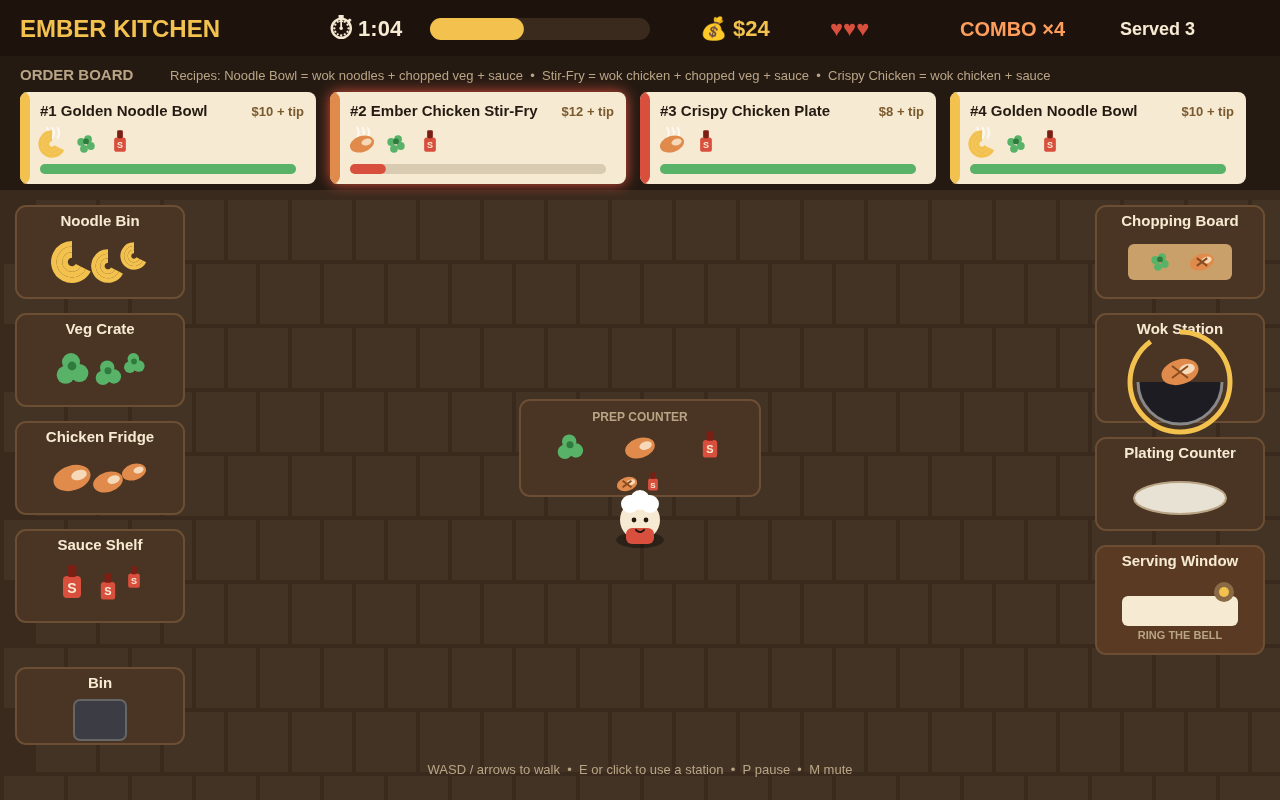 EMBER KITCHEN
1:04
$24
COMBO ×4
Served 3
ORDER BOARD
Recipes: Noodle Bowl = wok noodles + chopped veg + sauce • Stir-Fry = wok chicken + chopped veg + sauce • Crispy Chicken = wok chicken + sauce
#1 Golden Noodle Bowl
$10 + tip
#2 Ember Chicken Stir-Fry
$12 + tip
#3 Crispy Chicken Plate
$8 + tip
#4 Golden Noodle Bowl
$10 + tip
S
S
S
S
Noodle Bin
Veg Crate
Chicken Fridge
Sauce Shelf
S
S
S
Bin
PREP COUNTER
S
S
Chopping Board
Wok Station
Plating Counter
Serving Window
RING THE BELL
WASD / arrows to walk • E or click to use a station • P pause • M mute